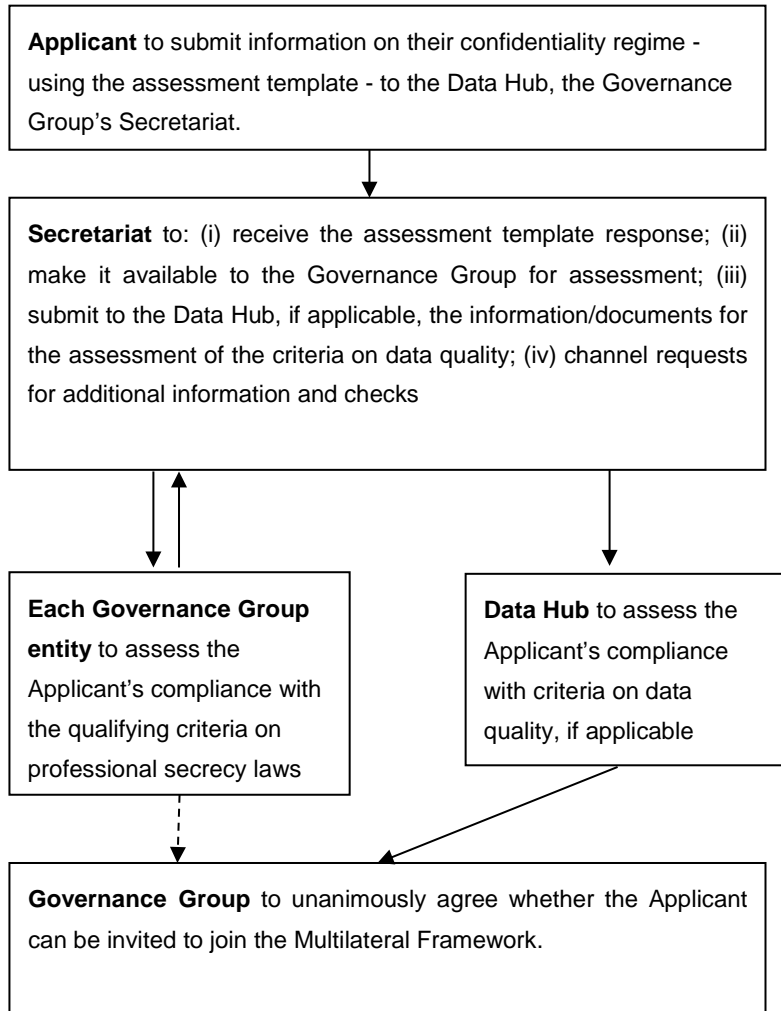 Applicant to submit information on their confidentiality regime -
using the assessment template - to the Data Hub, the Governance
Group’s Secretariat.
Secretariat to: (i) receive the assessment template response; (ii)
make it available to the Governance Group for assessment; (iii)
submit to the Data Hub, if applicable, the information/documents for
the assessment of the criteria on data quality; (iv) channel requests
for additional information and checks
Each Governance Group
entity to assess the
Applicant’s compliance with
the qualifying criteria on
professional secrecy laws
Data Hub to assess the
Applicant’s compliance
with criteria on data
quality, if applicable
Governance Group to unanimously agree whether the Applicant
can be invited to join the Multilateral Framework.